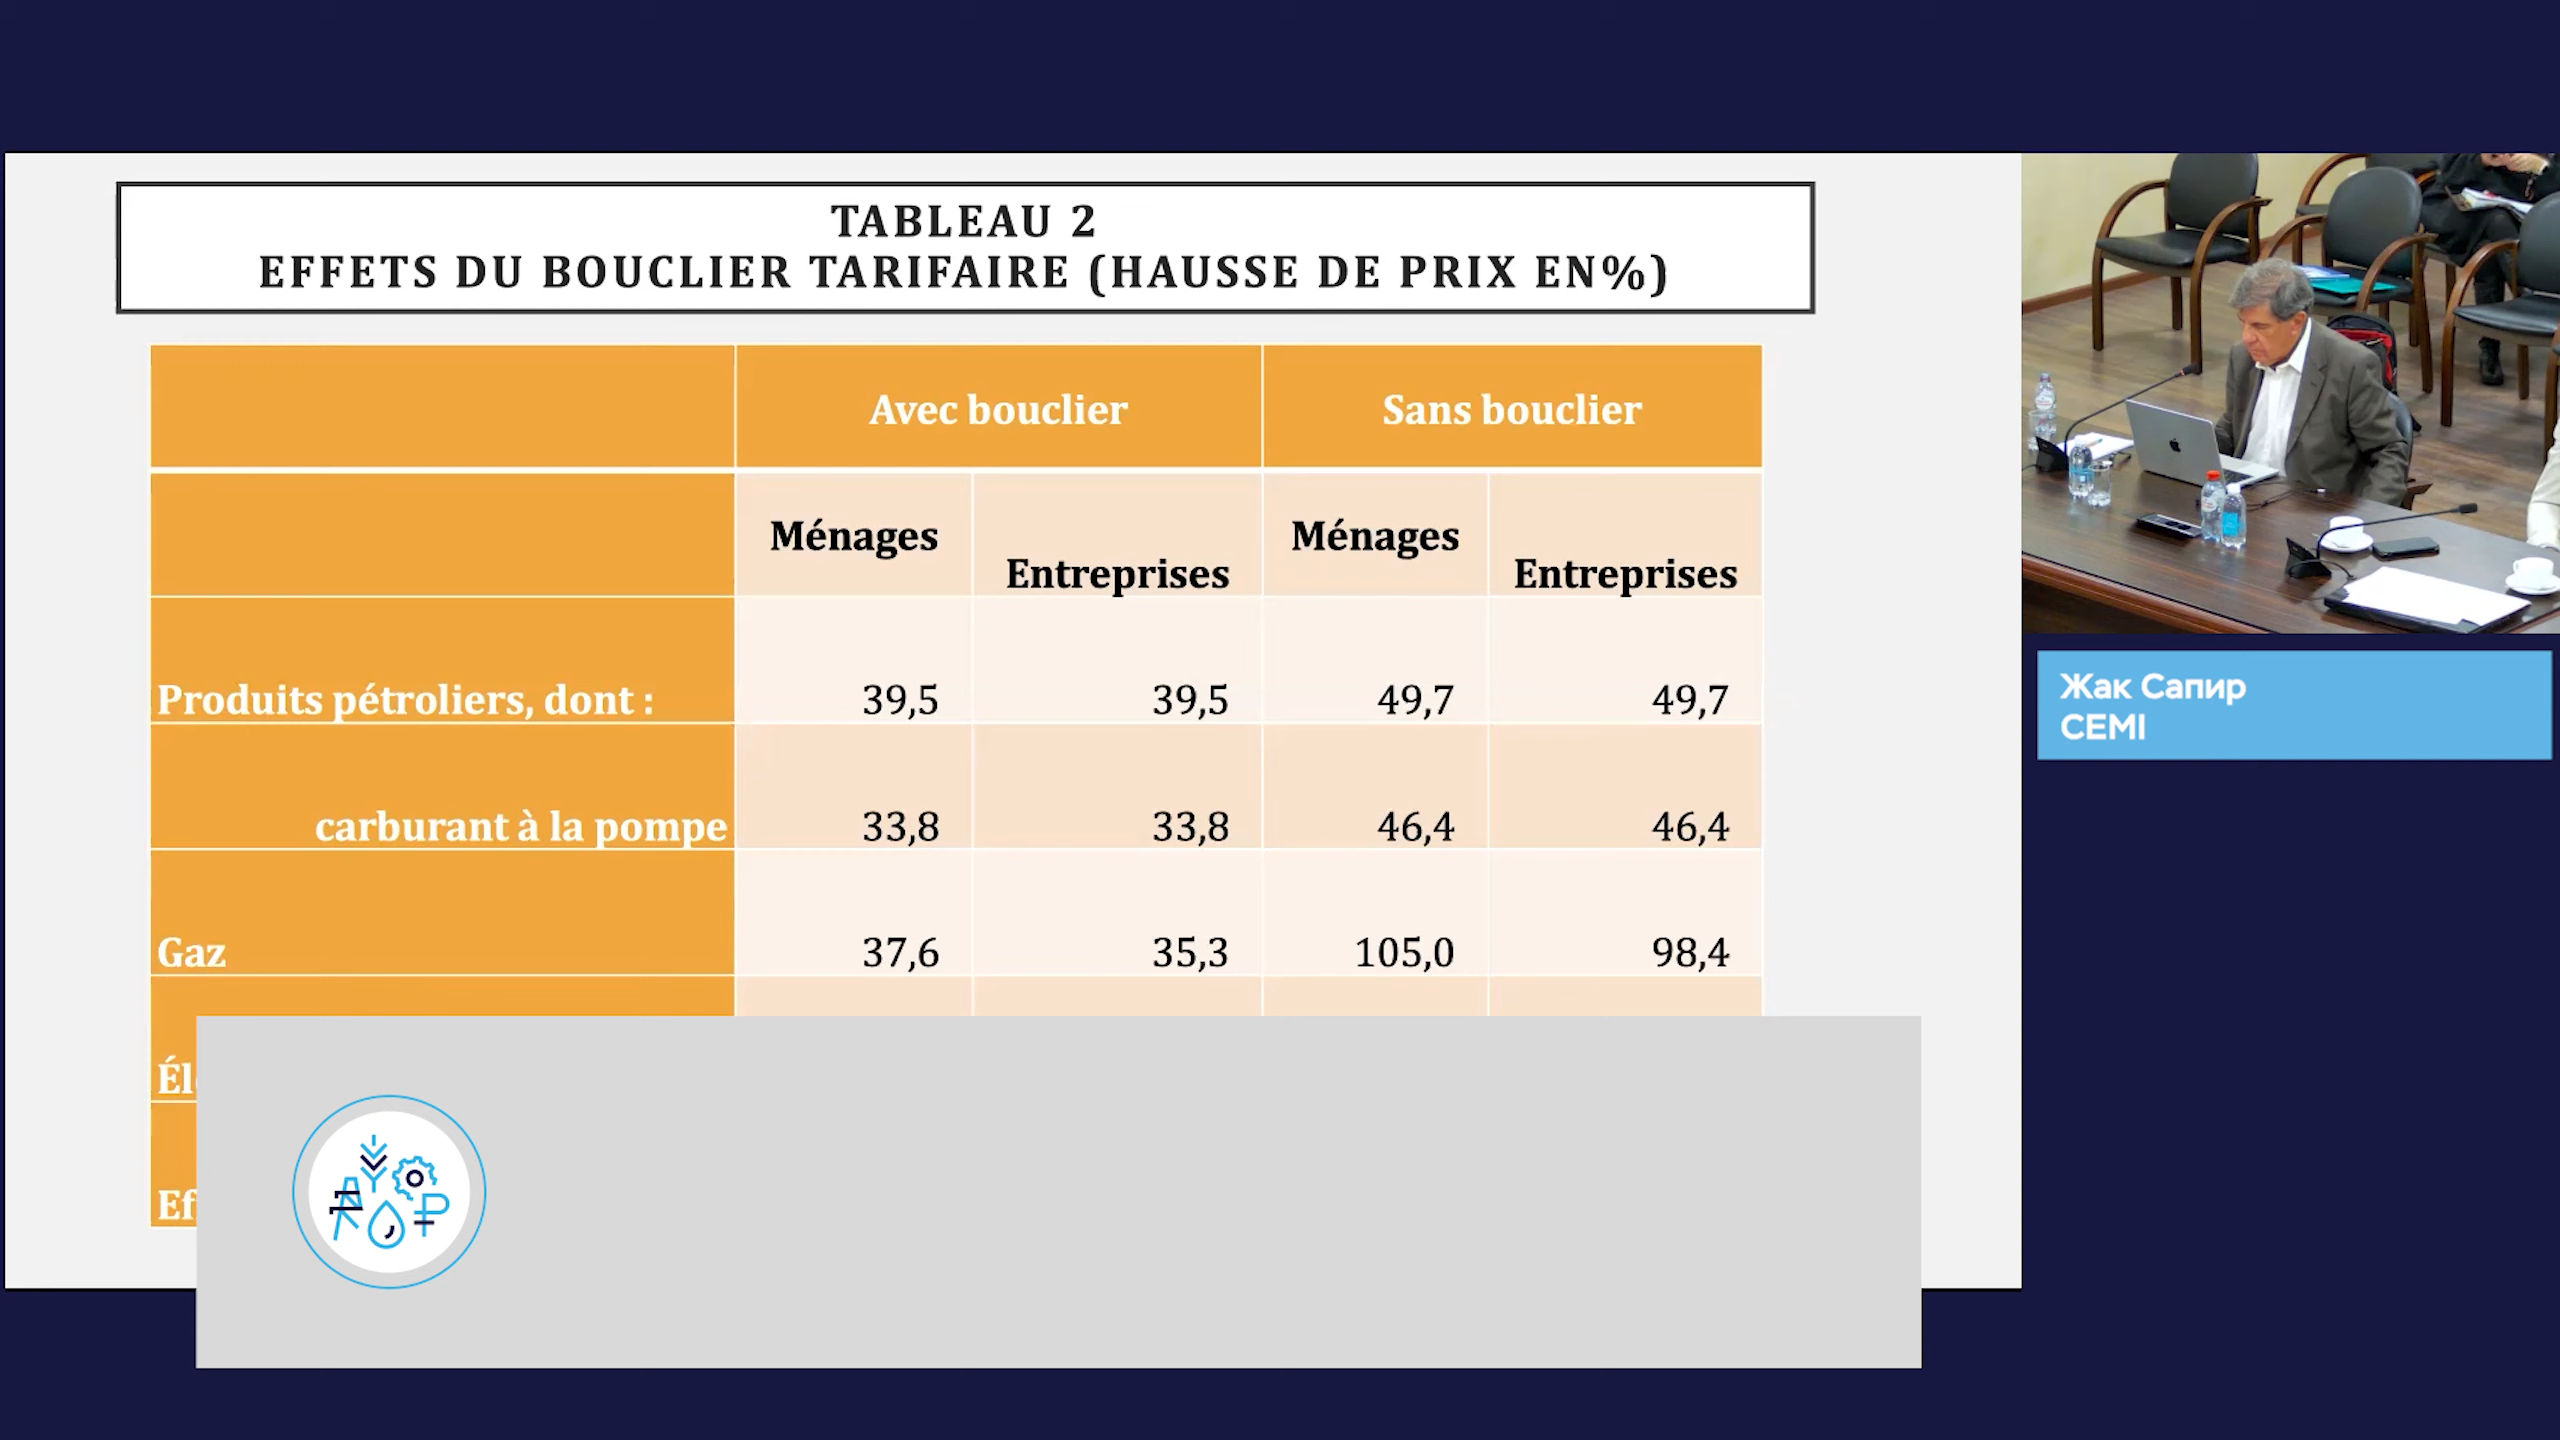 TABLEAU 2
EFFETS DU BOUCLIER TARIFAIRE (HAUSSE DE PRIX EN%)
Avec bouclier Sans bouclier
Ménages Entreprises Ménages Entreprises
Produits pétroliers, dont : 39,5 39,5 49,7 49,7
carburant à la pompe 33,8 33,8 46,4 46,4
Gaz 37,6 35,3 105,0 98,4
Жак Сапир
CEMI